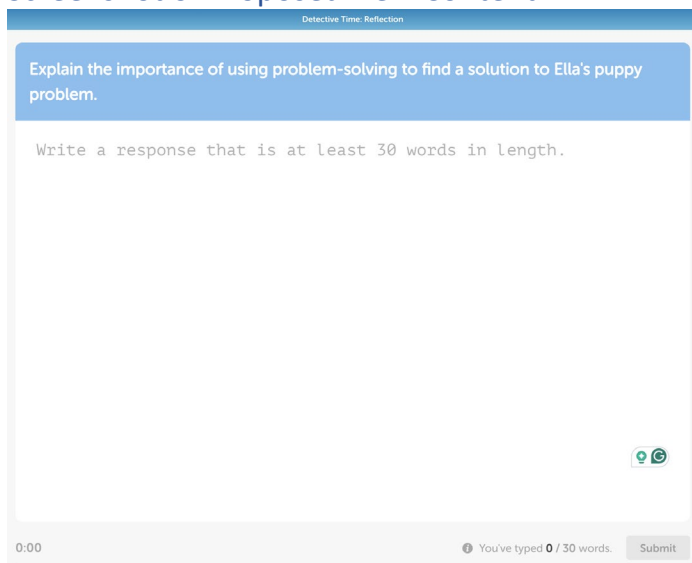 Detective Time: Reflection
Explain the importance of using problem-solving to find a solution to Ella's puppy
problem.
Write a response that is at least 30 words in length.
0:00
You've typed 0 / 30 words.
Submit